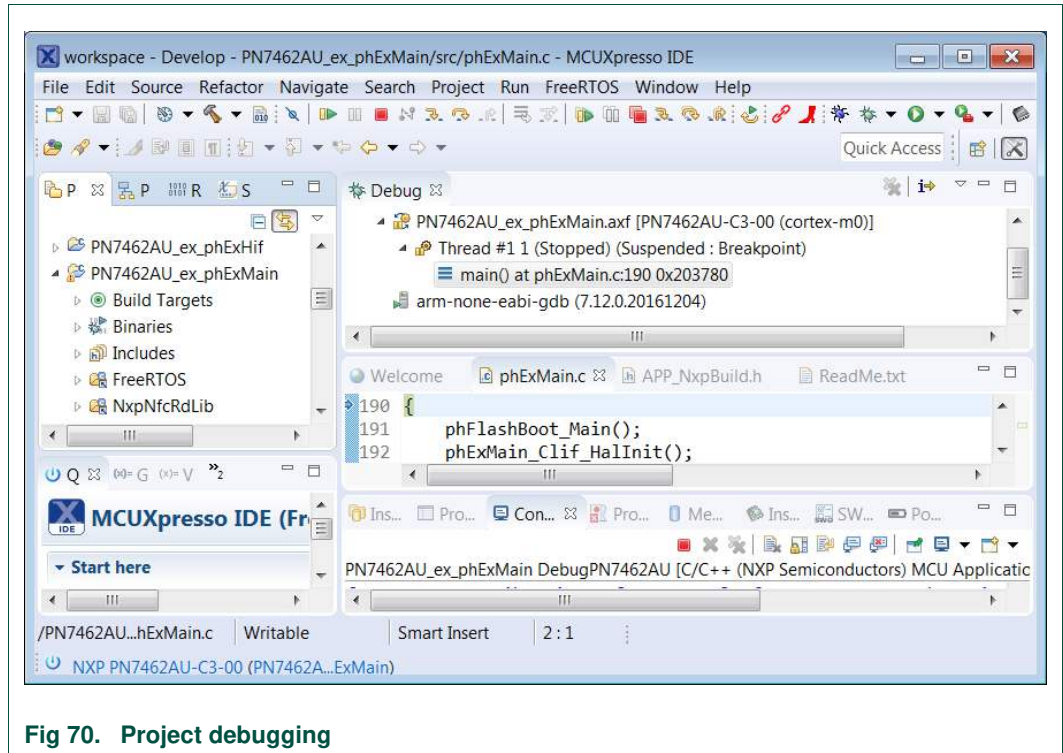 workspace - Develop - PN7462AU_ex_phExMain/src/phExMain.c - MCUXpresso IDE
File Edit Source Refactor Navigate Search Project Run FreeRTOS Window Help
Quick Access
P P R S
PN7462AU_ex_phExHif
PN7462AU_ex_phExMain
Build Targets
Binaries
Includes
FreeRTOS
NxpNfcRdLib
Debug
PN7462AU_ex_phExMain.axf [PN7462AU-C3-00 (cortex-m0)]
Thread #1 1 (Stopped) (Suspended : Breakpoint)
main() at phExMain.c:190 0x203780
arm-none-eabi-gdb (7.12.0.20161204)
Welcome phExMain.c APP_NxpBuild.h ReadMe.txt
190 {
191 phFlashBoot_Main();
192 phExMain_Clif_HalInit();
Q (x)= G (x)= V »2
IDE
MCUXpresso IDE (Fr
Start here
Ins... Pro... Con... Pro... Me... Ins... SW... Po...
PN7462AU_ex_phExMain DebugPN7462AU [C/C++ (NXP Semiconductors) MCU Applicatic
/PN7462AU...hExMain.c Writable Smart Insert 2 : 1
NXP PN7462AU-C3-00 (PN7462A...ExMain)
Fig 70. Project debugging